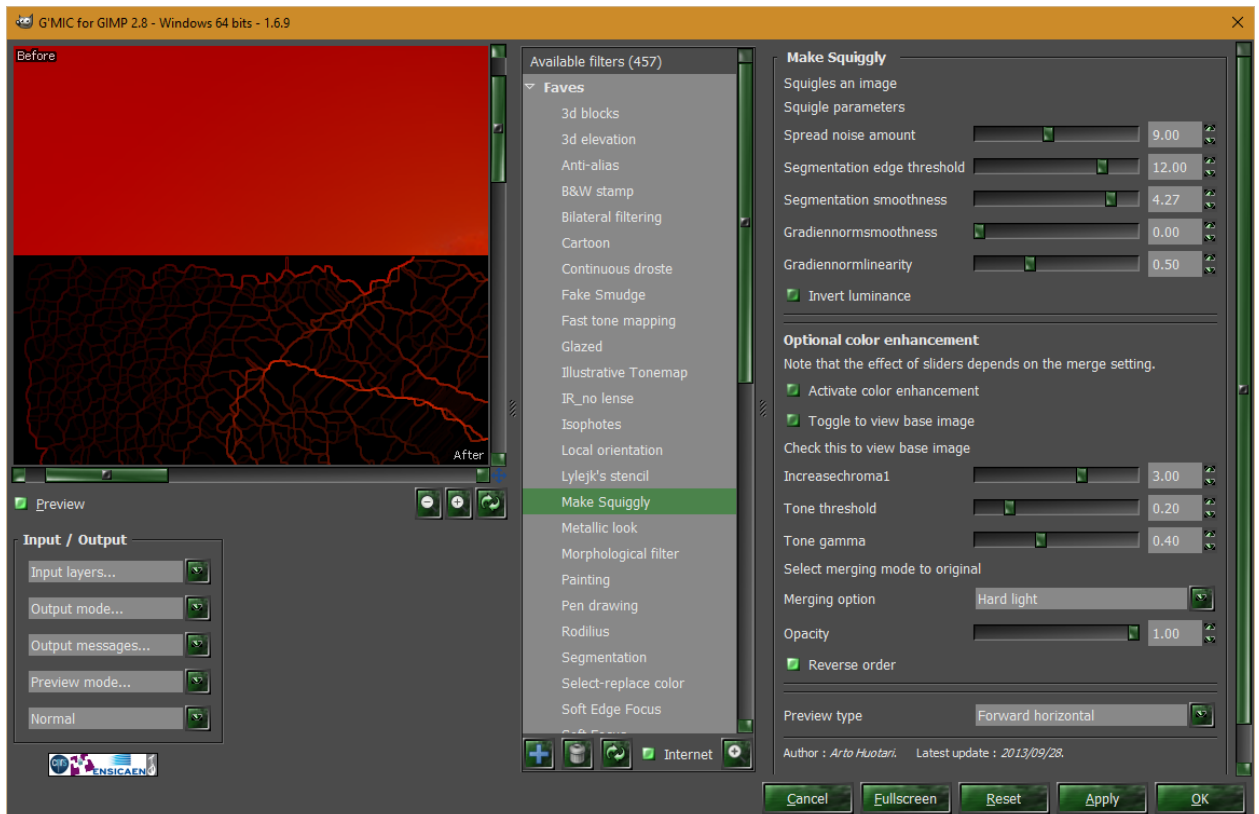 G'MIC for GIMP 2.8 - Windows 64 bits - 1.6.9
Before
After
Preview
Input / Output
Input layers...
Output mode...
Output messages...
Preview mode...
Normal
ENSICAEN
Available filters (457)
Faves
3d blocks
3d elevation
Anti-alias
B&W stamp
Bilateral filtering
Cartoon
Continuous droste
Fake Smudge
Fast tone mapping
Glazed
Illustrative Tonemap
IR_no lense
Isophotes
Local orientation
Lylejk's stencil
Make Squiggly
Metallic look
Morphological filter
Painting
Pen drawing
Rodilius
Segmentation
Select-replace color
Soft Edge Focus
Internet
Make Squiggly
Squigles an image
Squigle parameters
Spread noise amount 9.00
Segmentation edge threshold 12.00
Segmentation smoothness 4.27
Gradiennormsmoothness 0.00
Gradiennormlinearity 0.50
Invert luminance
Optional color enhancement
Note that the effect of sliders depends on the merge setting.
Activate color enhancement
Toggle to view base image
Check this to view base image
Increasechroma1 3.00
Tone threshold 0.20
Tone gamma 0.40
Select merging mode to original
Merging option Hard light
Opacity 1.00
Reverse order
Preview type Forward horizontal
Author : Arto Huotari. Latest update : 2013/09/28.
Cancel Fullscreen Reset Apply OK